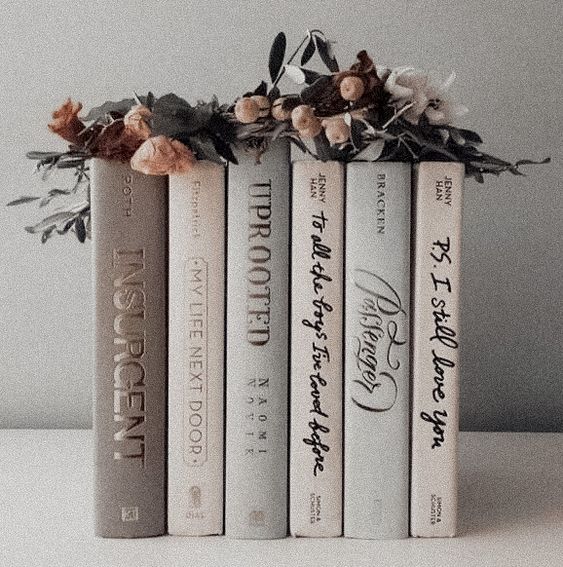 ROTH
INSURGENT
Fitzpatrick
MY LIFE NEXT DOOR
DIAL
UPROOTED
NAOMI
NOVIK
JENNY
HAN
to all the boys I've loved before
SIMON &
SCHUSTER
BRACKEN
Passenger
JENNY
HAN
P.S. I still love you
SIMON &
SCHUSTER